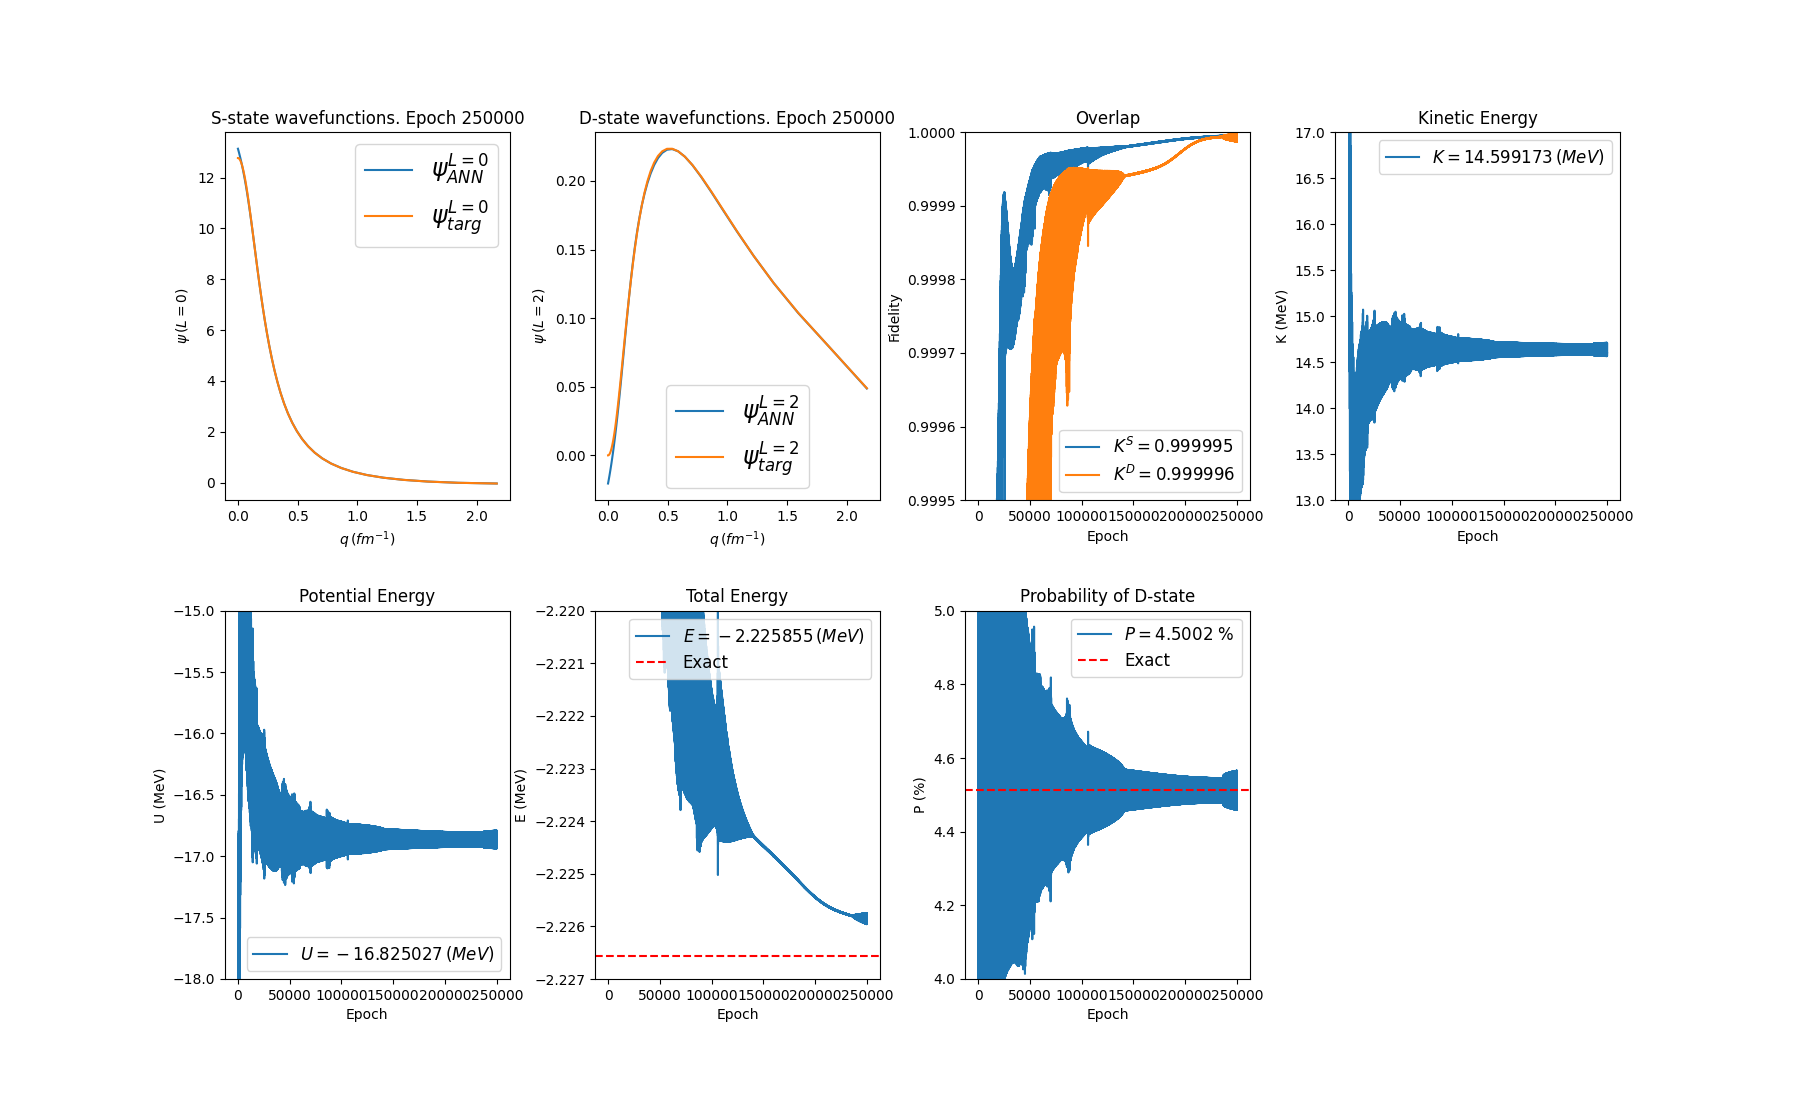 S-state wavefunctions. Epoch 250000
ψ(L = 0)
12
10
8
6
4
2
0
ψ_{ANN}^{L=0}
ψ_{targ}^{L=0}
0.0 0.5 1.0 1.5 2.0
q (fm⁻¹)
D-state wavefunctions. Epoch 250000
ψ(L = 2)
0.20
0.15
0.10
0.05
0.00
ψ_{ANN}^{L=2}
ψ_{targ}^{L=2}
0.0 0.5 1.0 1.5 2.0
q (fm⁻¹)
Overlap
Fidelity
1.0000
0.9999
0.9998
0.9997
0.9996
0.9995
K^S = 0.999995
K^D = 0.999996
0 50000 100000 150000 200000 250000
Epoch
Kinetic Energy
K (MeV)
17.0
16.5
16.0
15.5
15.0
14.5
14.0
13.5
13.0
K = 14.599173 (MeV)
0 50000 100000 150000 200000 250000
Epoch
Potential Energy
U (MeV)
−15.0
−15.5
−16.0
−16.5
−17.0
−17.5
−18.0
U = −16.825027 (MeV)
0 50000 100000 150000 200000 250000
Epoch
Total Energy
E (MeV)
−2.220
−2.221
−2.222
−2.223
−2.224
−2.225
−2.226
−2.227
E = −2.225855 (MeV)
Exact
0 50000 100000 150000 200000 250000
Epoch
Probability of D-state
P (%)
5.0
4.8
4.6
4.4
4.2
4.0
P = 4.5002 %
Exact
0 50000 100000 150000 200000 250000
Epoch